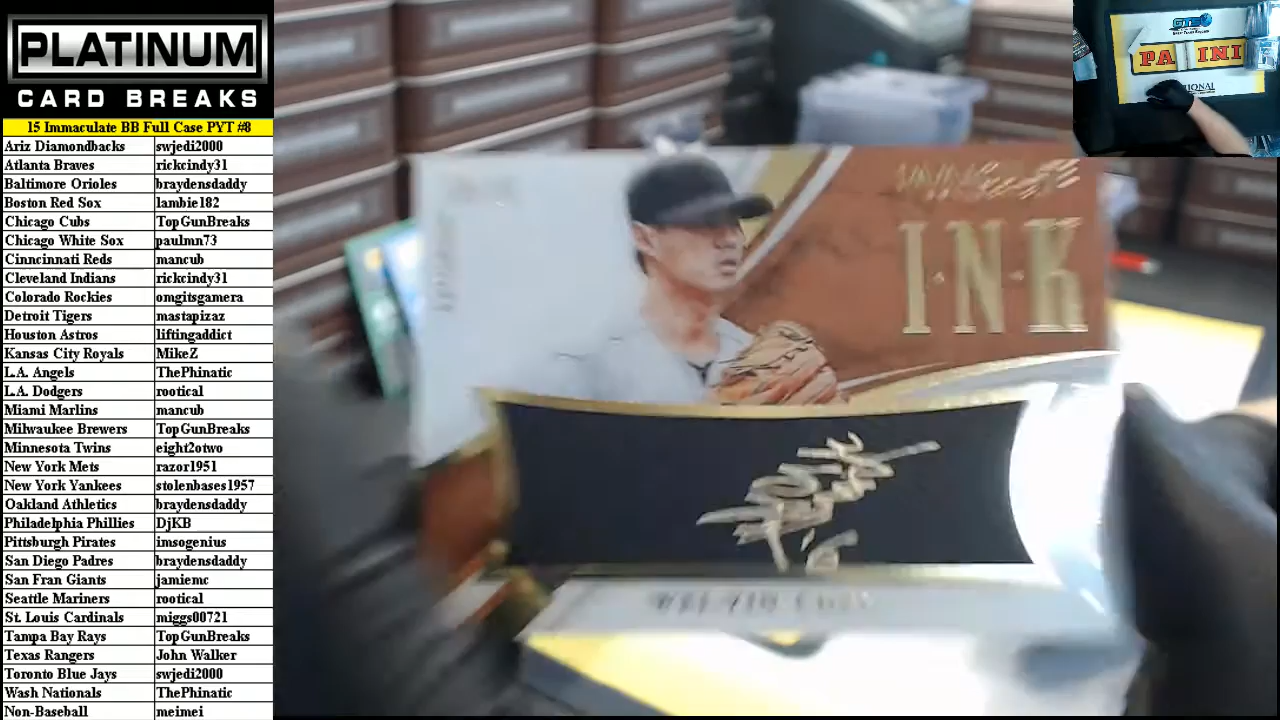 PLATINUM
CARD BREAKS
15 Immaculate BB Full Case PYT #8
Ariz Diamondbacks swjedi2000
Atlanta Braves rickcindy31
Baltimore Orioles braydensdaddy
Boston Red Sox lambie182
Chicago Cubs TopGunBreaks
Chicago White Sox paulmn73
Cinncinnati Reds mancub
Cleveland Indians rickcindy31
Colorado Rockies omgitsgamera
Detroit Tigers mastapizaz
Houston Astros liftingaddict
Kansas City Royals MikeZ
L.A. Angels ThePhinatic
L.A. Dodgers rootical
Miami Marlins mancub
Milwaukee Brewers TopGunBreaks
Minnesota Twins eight2otwo
New York Mets razor1951
New York Yankees stolenbases1957
Oakland Athletics braydensdaddy
Philadelphia Phillies DjKB
Pittsburgh Pirates imsogenius
San Diego Padres braydensdaddy
San Fran Giants jamiemc
Seattle Mariners rootical
St. Louis Cardinals miggs00721
Tampa Bay Rays TopGunBreaks
Texas Rangers John Walker
Toronto Blue Jays swjedi2000
Wash Nationals ThePhinatic
Non-Baseball meimei
IMMACULATE
INK
PANINI